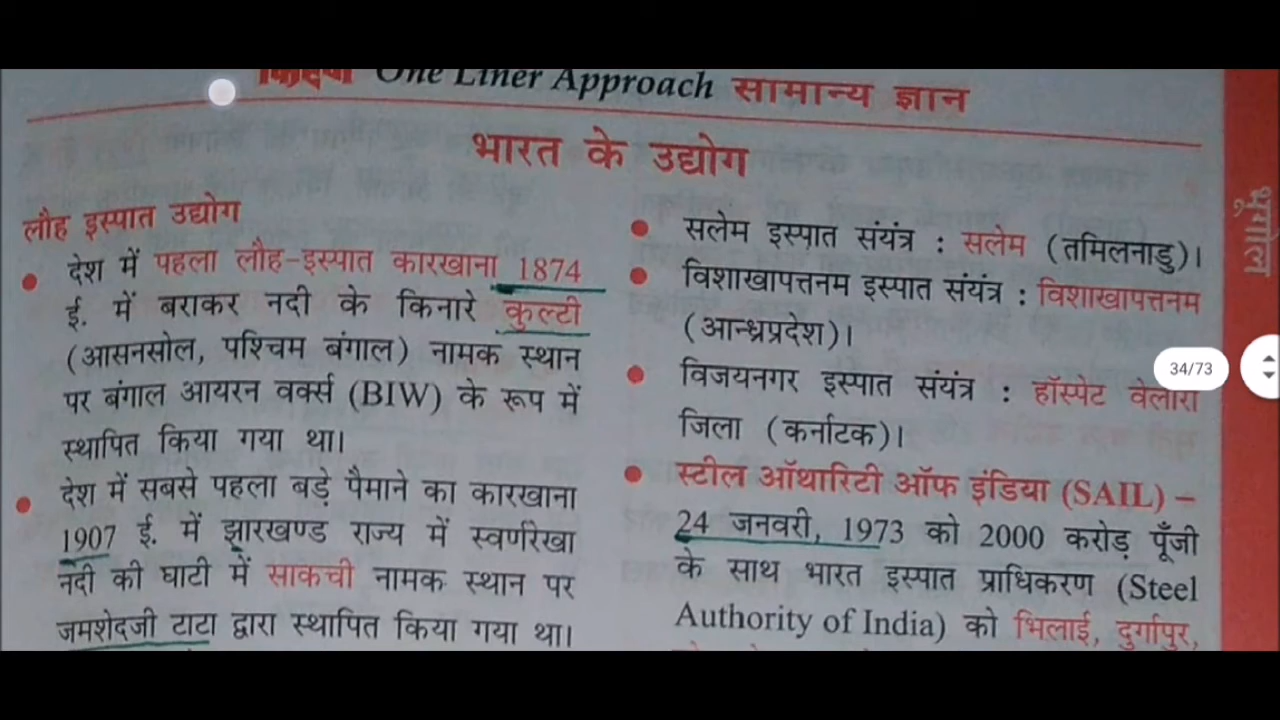 One Liner Approach सामान्य ज्ञान
भारत के उद्योग
लौह इस्पात उद्योग
देश में पहला लौह-इस्पात कारखाना 1874
ई. में बराकर नदी के किनारे कुल्टी
(आसनसोल, पश्चिम बंगाल) नामक स्थान
पर बंगाल आयरन वर्क्स (BIW) के रूप में
स्थापित किया गया था।
देश में सबसे पहला बड़े पैमाने का कारखाना
1907 ई. में झारखण्ड राज्य में स्वर्णरेखा
नदी की घाटी में साकची नामक स्थान पर
जमशेदजी टाटा द्वारा स्थापित किया गया था।
सलेम इस्पात संयंत्र : सलेम (तमिलनाडु)।
विशाखापत्तनम इस्पात संयंत्र : विशाखापत्तनम
(आन्ध्रप्रदेश)।
विजयनगर इस्पात संयंत्र : हॉस्पेट वेलारी
जिला (कर्नाटक)।
स्टील ऑथारिटी ऑफ इंडिया (SAIL) –
24 जनवरी, 1973 को 2000 करोड़ पूँजी
के साथ भारत इस्पात प्राधिकरण (Steel
Authority of India) को भिलाई, दुर्गापुर,
भूगोल
34/73